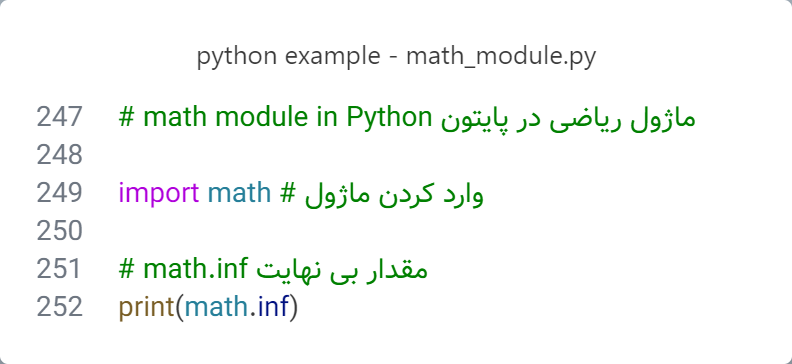 python example - math_module.py
247 # math module in Python ماژول ریاضی در پایتون
248
249 import math # وارد کردن ماژول
250
251 # math.inf مقدار بی نهایت
252 print(math.inf)